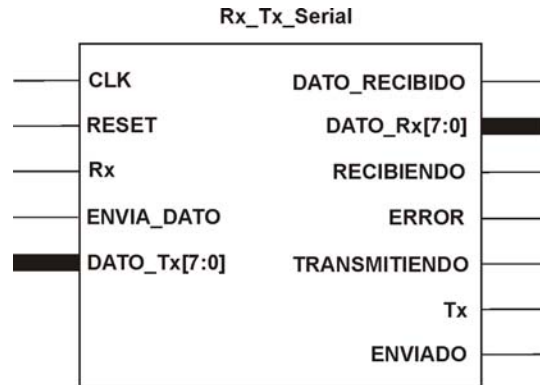 Rx_Tx_Serial
CLK
RESET
Rx
ENVIA_DATO
DATO_Tx[7:0]
DATO_RECIBIDO
DATO_Rx[7:0]
RECIBIENDO
ERROR
TRANSMITIENDO
Tx
ENVIADO